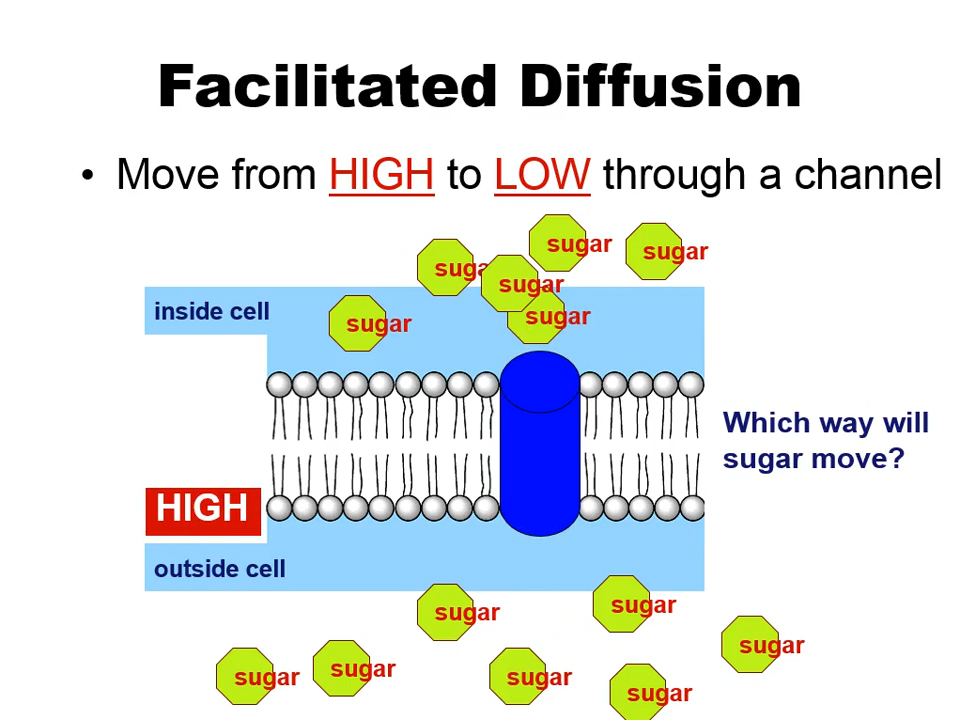 Facilitated Diffusion
• Move from HIGH to LOW through a channel
sugar
sugar
suga
sugar
sugar
sugar
inside cell
Which way will
sugar move?
HIGH
outside cell
sugar
sugar
sugar
sugar
sugar
sugar
sugar